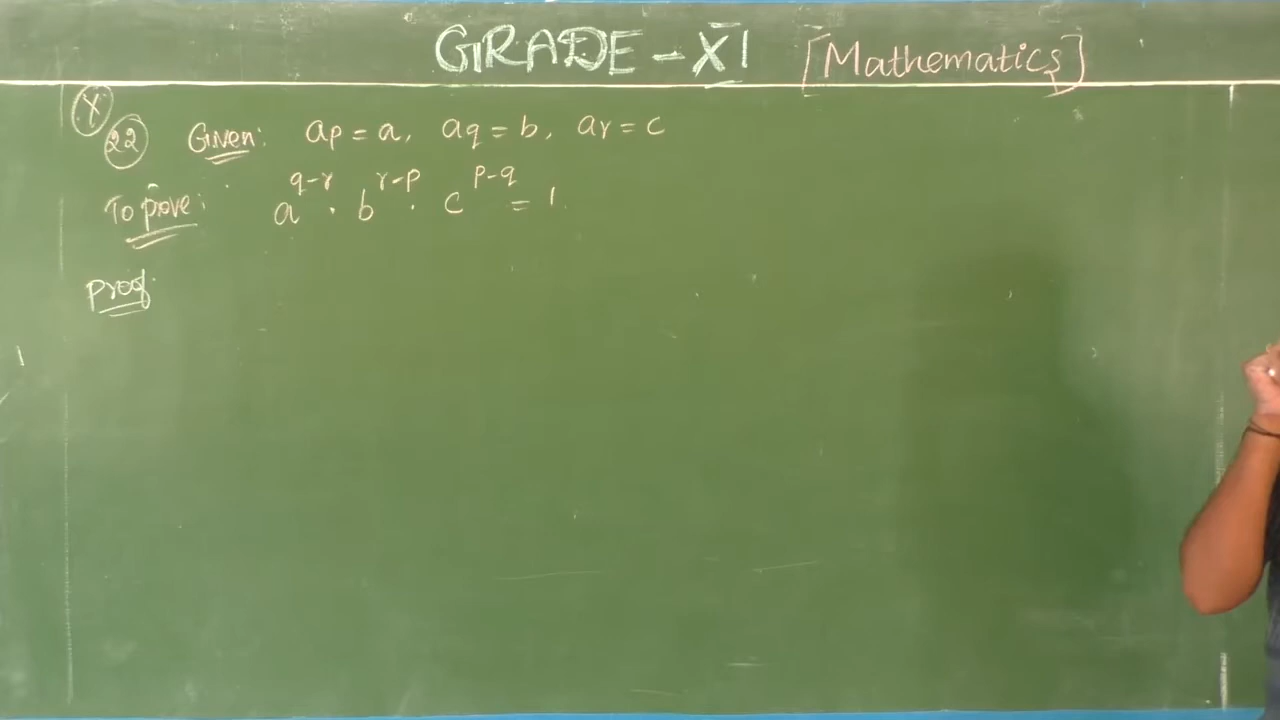 GRADE - XI [Mathematics]
X
22 Given: ap = a, aq = b, ar = c
To prove: a^{q-r} · b^{r-p} · c^{p-q} = 1.
Proof: